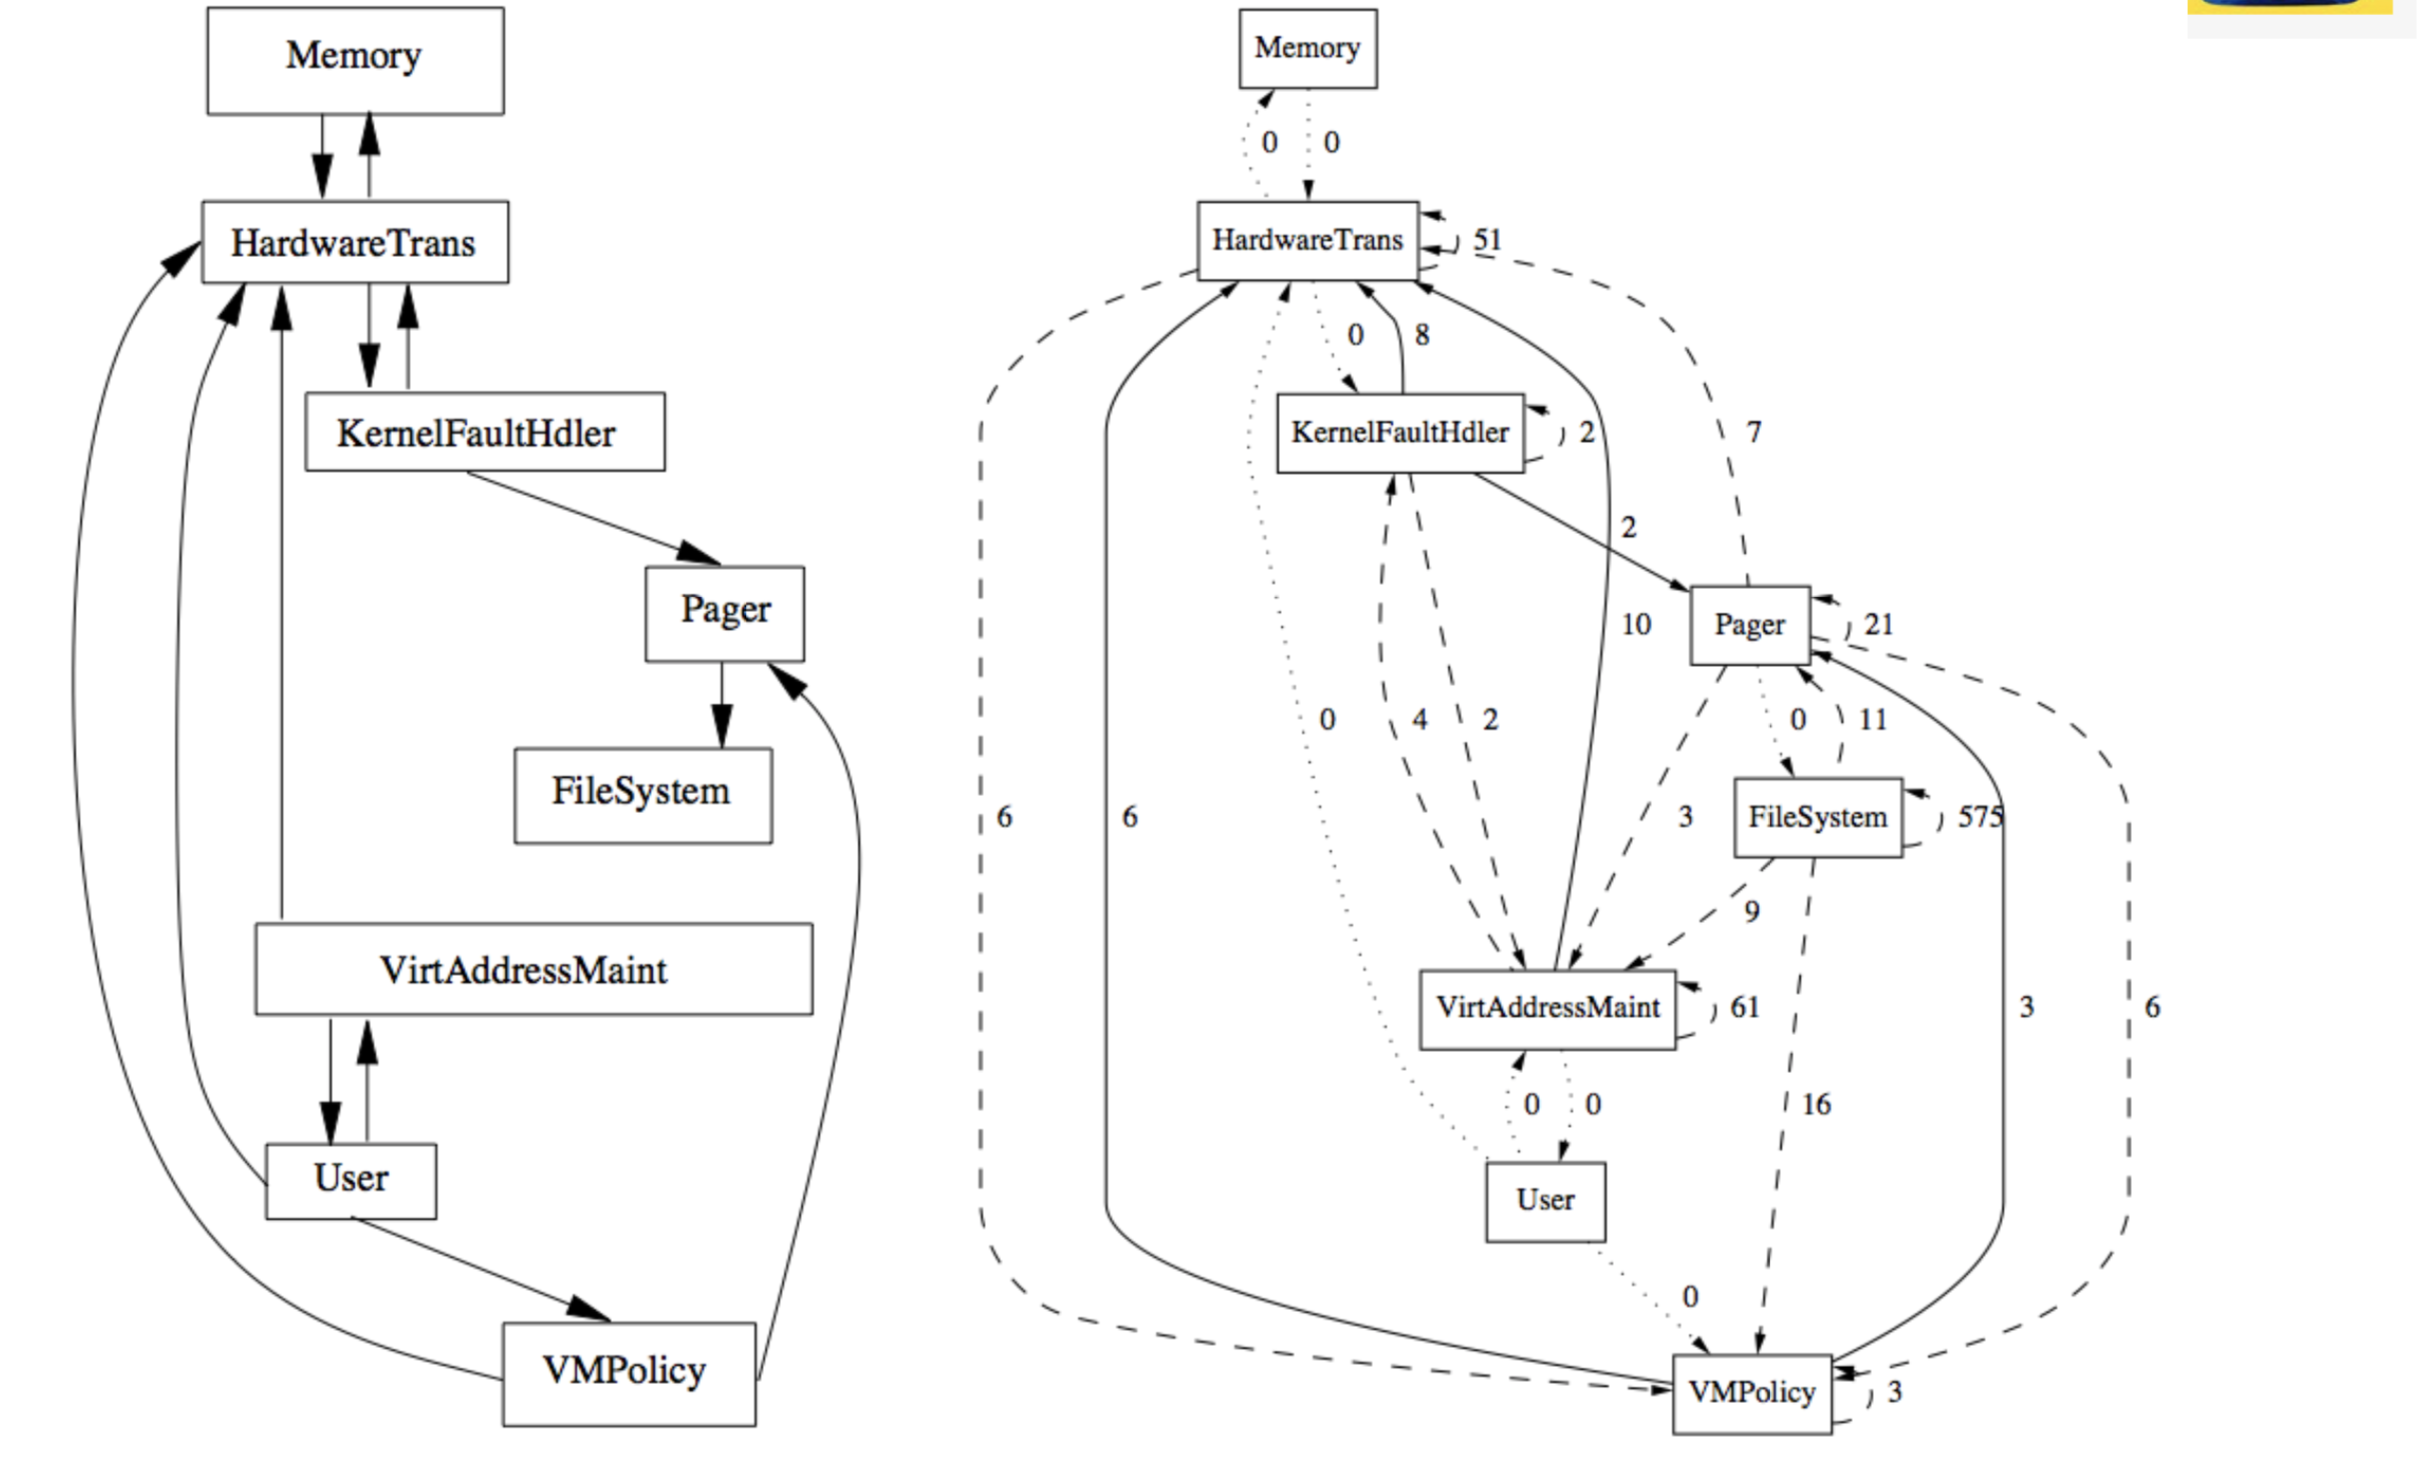 Memory
HardwareTrans
KernelFaultHdler
Pager
FileSystem
VirtAddressMaint
User
VMPolicy
Memory
0
0
HardwareTrans
51
0
8
KernelFaultHdler
2
7
2
10
Pager
21
0
4
2
0
11
6
6
3
FileSystem
575
9
VirtAddressMaint
61
3
6
0
0
16
User
0
VMPolicy
3